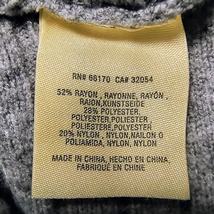 RN# 66170 CA# 32054
52% RAYON, RAYONNE, RAYÓN,
RAION, KUNSTSEIDE
28% POLYESTER,
POLYESTER, POLYESTER,
POLIESTERE, POLYESTER
20% NYLON, NYLON, NAILON O
POLIAMIDA, NYLON, NYLON
MADE IN CHINA, HECHO EN CHINA,
FABRIQUÉ EN CHINE